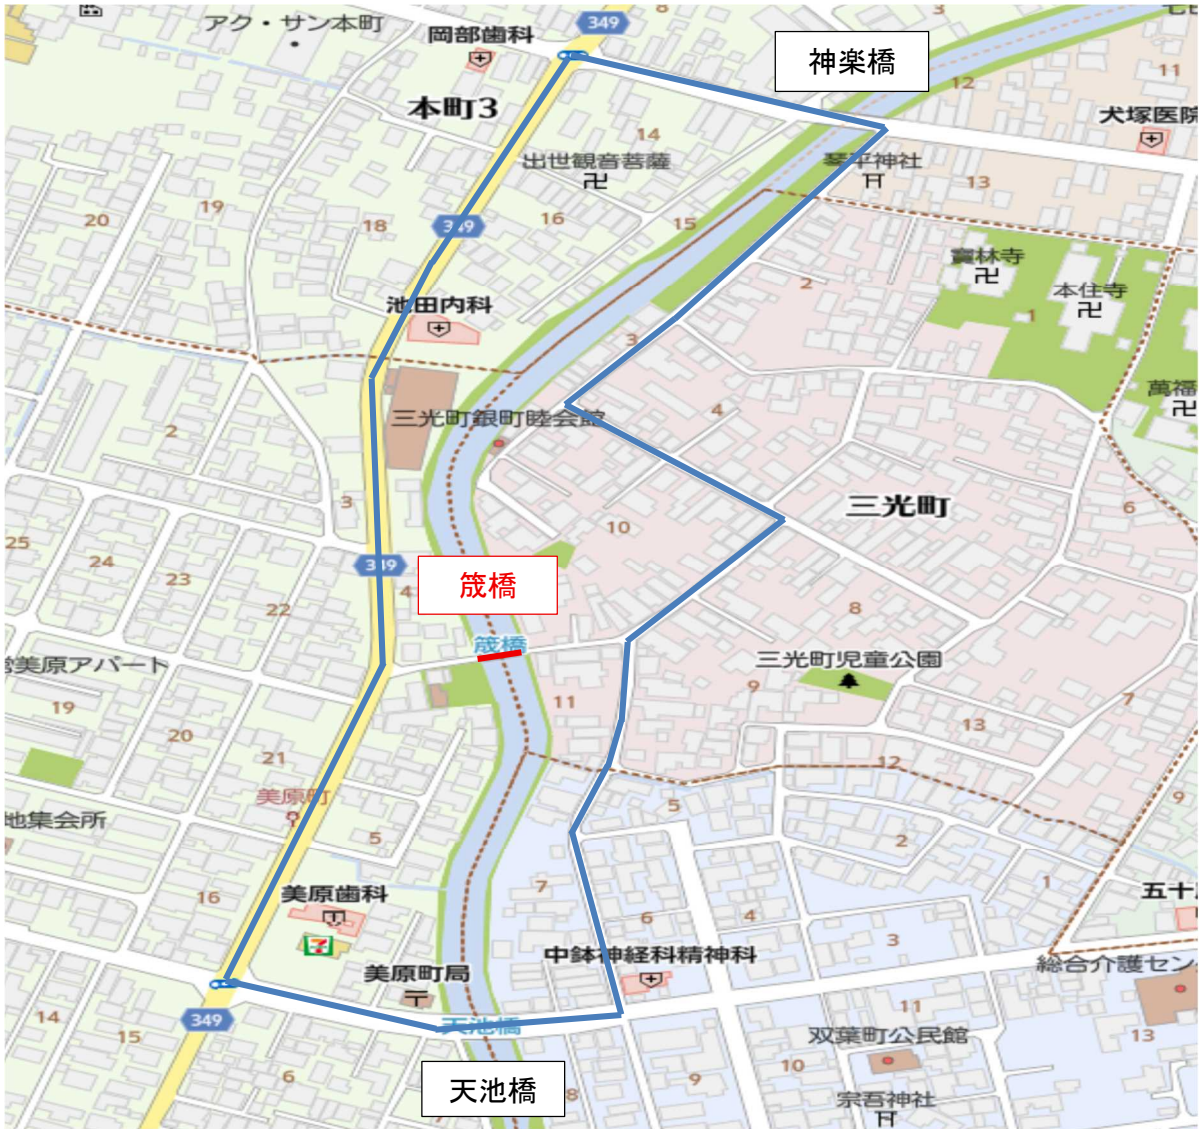 アク・サン本町
8
349
3
七日
岡部歯科
神楽橋
12
11
本町3
犬塚医院
14
出世観音菩薩
琴平神社
13
20
19
18
349
16
15
寶林寺
2
本住寺
1
池田内科
3
萬福
三光町銀町睦会館
4
2
三光町
3
10
6
25
24
23
349
4
筬橋
22
8
筬橋
営美原アパート
三光町児童公園
19
11
9
7
20
13
21
12
美原町
5
9
地集会所
5
2
16
美原歯科
7
1
五十
6
4
3
中鉢神経科精神科
美原町局
総合介護セン
14
349
天池橋
11
15
双葉町公民館
13
天池橋
6
8
9
10
宗吾神社